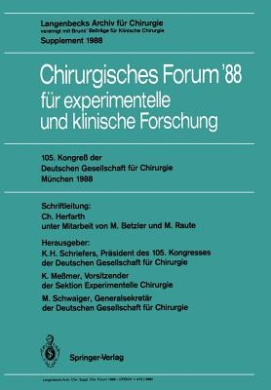 Langenbecks Archiv für Chirurgie
vereinigt mit Bruns' Beiträge für Klinische Chirurgie
Supplement 1988
Chirurgisches Forum '88
für experimentelle
und klinische Forschung
105. Kongreß der
Deutschen Gesellschaft für Chirurgie
München 1988
Schriftleitung:
Ch. Herfarth
unter Mitarbeit von M. Betzler und M. Raute
Herausgeber:
K. H. Schriefers, Präsident des 105. Kongresses
der Deutschen Gesellschaft für Chirurgie
K. Meßmer, Vorsitzender
der Sektion Experimentelle Chirurgie
M. Schwaiger, Generalsekretär
der Deutschen Gesellschaft für Chirurgie
Springer-Verlag